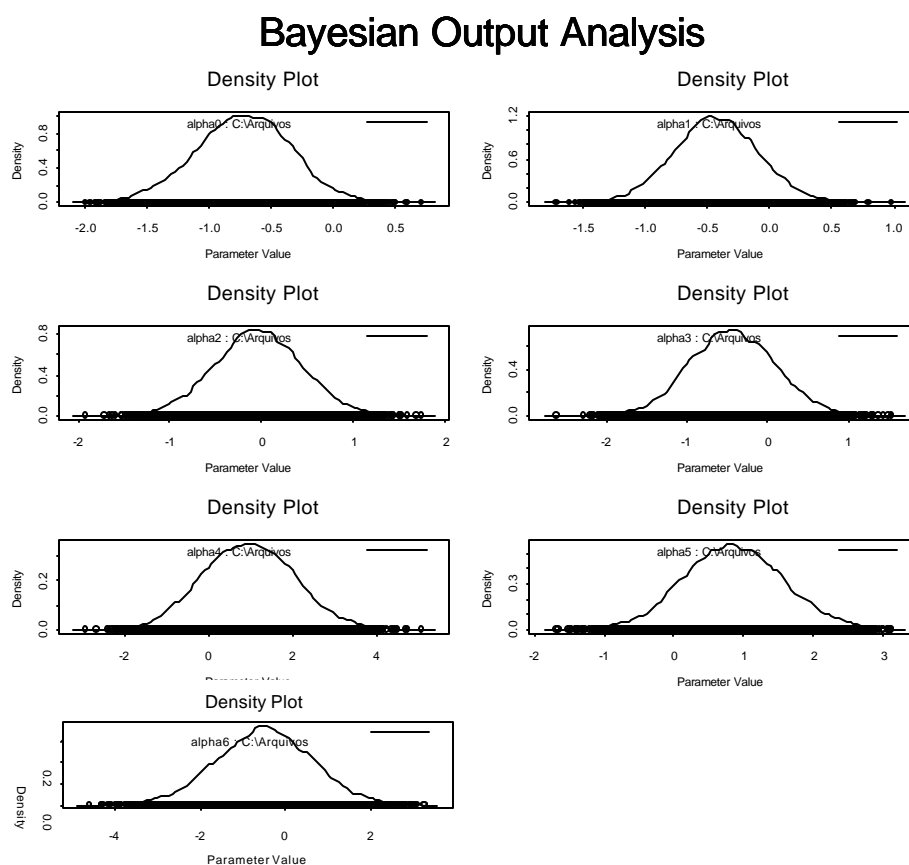 Bayesian Output Analysis
Density Plot
alpha0 : C:\Arquivos
Density
0.0 0.4 0.8
-2.0 -1.5 -1.0 -0.5 0.0 0.5
Parameter Value
Density Plot
alpha1 : C:\Arquivos
Density
0.0 0.6 1.2
-1.5 -1.0 -0.5 0.0 0.5 1.0
Parameter Value
Density Plot
alpha2 : C:\Arquivos
Density
0.0 0.4 0.8
-2 -1 0 1 2
Parameter Value
Density Plot
alpha3 : C:\Arquivos
Density
0.0 0.4
-2 -1 0 1
Parameter Value
Density Plot
alpha4 : C:\Arquivos
Density
0.0 0.2
-2 0 2 4
Parameter Value
Density Plot
alpha5 : C:\Arquivos
Density
0.0 0.3
-2 -1 0 1 2 3
Parameter Value
Density Plot
alpha6 : C:\Arquivos
Density
0.0 0.2
-4 -2 0 2
Parameter Value